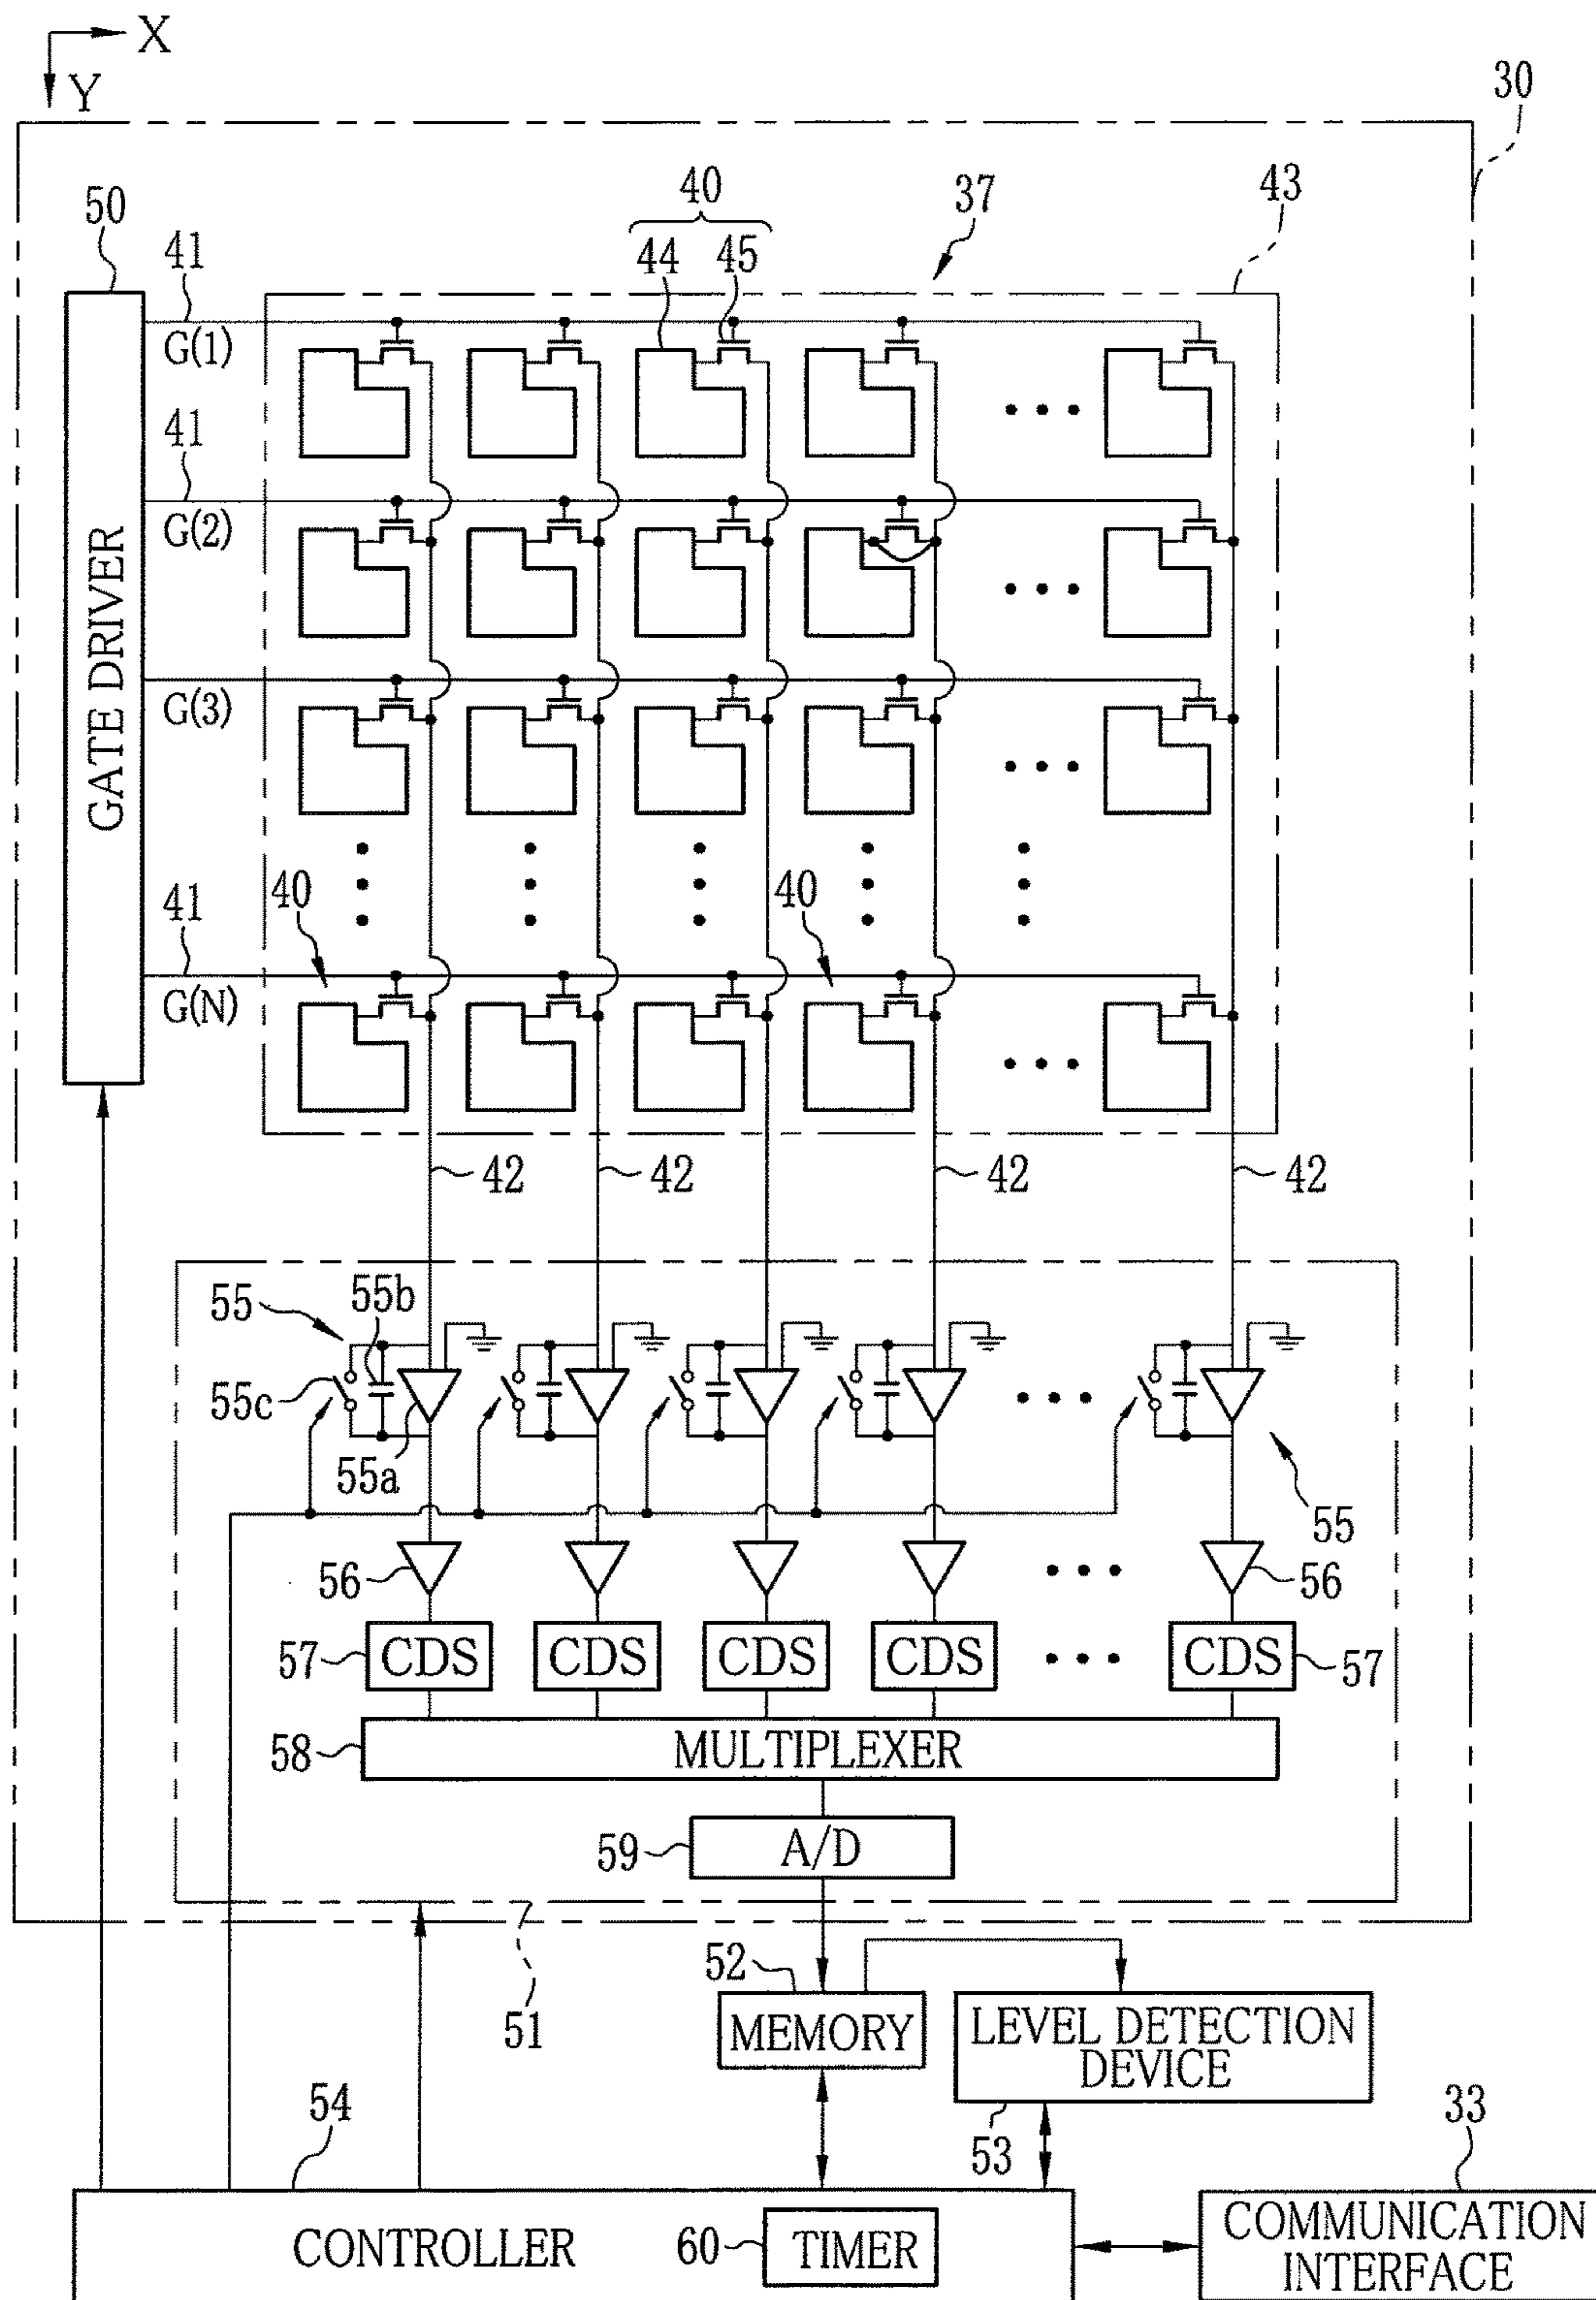 X
Y
30
50
40
37
43
41
44 45
G(1)
41
G(2)
GATE DRIVER
G(3)
41
40
40
G(N)
42
42
42
42
55
55b
55c
55a
55
56
56
57
CDS
CDS
CDS
CDS
CDS
57
58
MULTIPLEXER
59
A/D
52
51
MEMORY
LEVEL DETECTION
DEVICE
54
53
33
CONTROLLER
60
TIMER
COMMUNICATION
INTERFACE